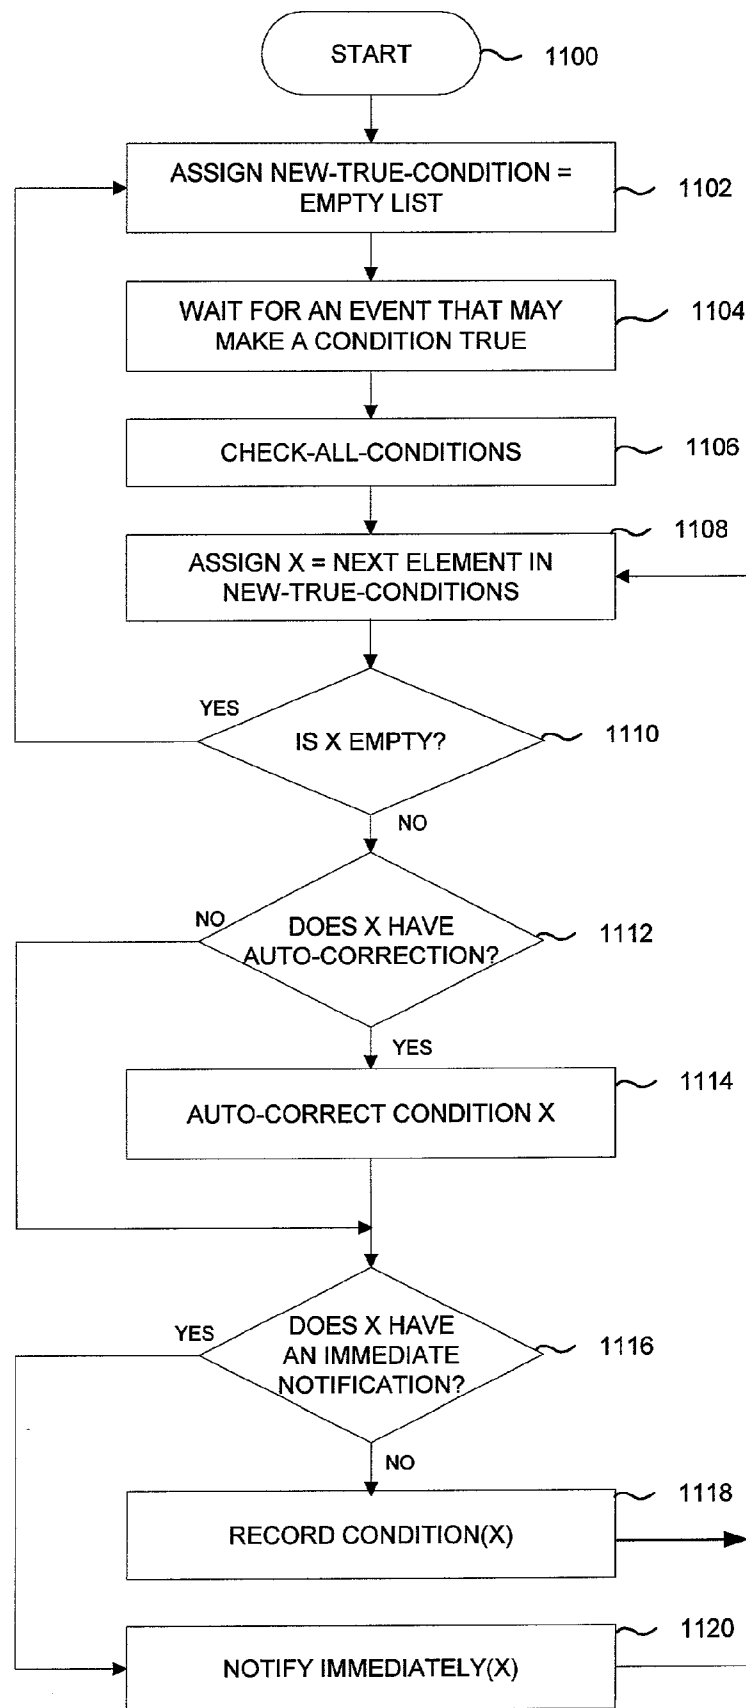 START
1100
ASSIGN NEW-TRUE-CONDITION =
EMPTY LIST
1102
WAIT FOR AN EVENT THAT MAY
MAKE A CONDITION TRUE
1104
CHECK-ALL-CONDITIONS
1106
ASSIGN X = NEXT ELEMENT IN
NEW-TRUE-CONDITIONS
1108
YES
IS X EMPTY?
1110
NO
NO
DOES X HAVE
AUTO-CORRECTION?
1112
YES
AUTO-CORRECT CONDITION X
1114
YES
DOES X HAVE
AN IMMEDIATE
NOTIFICATION?
1116
NO
RECORD CONDITION(X)
1118
NOTIFY IMMEDIATELY(X)
1120